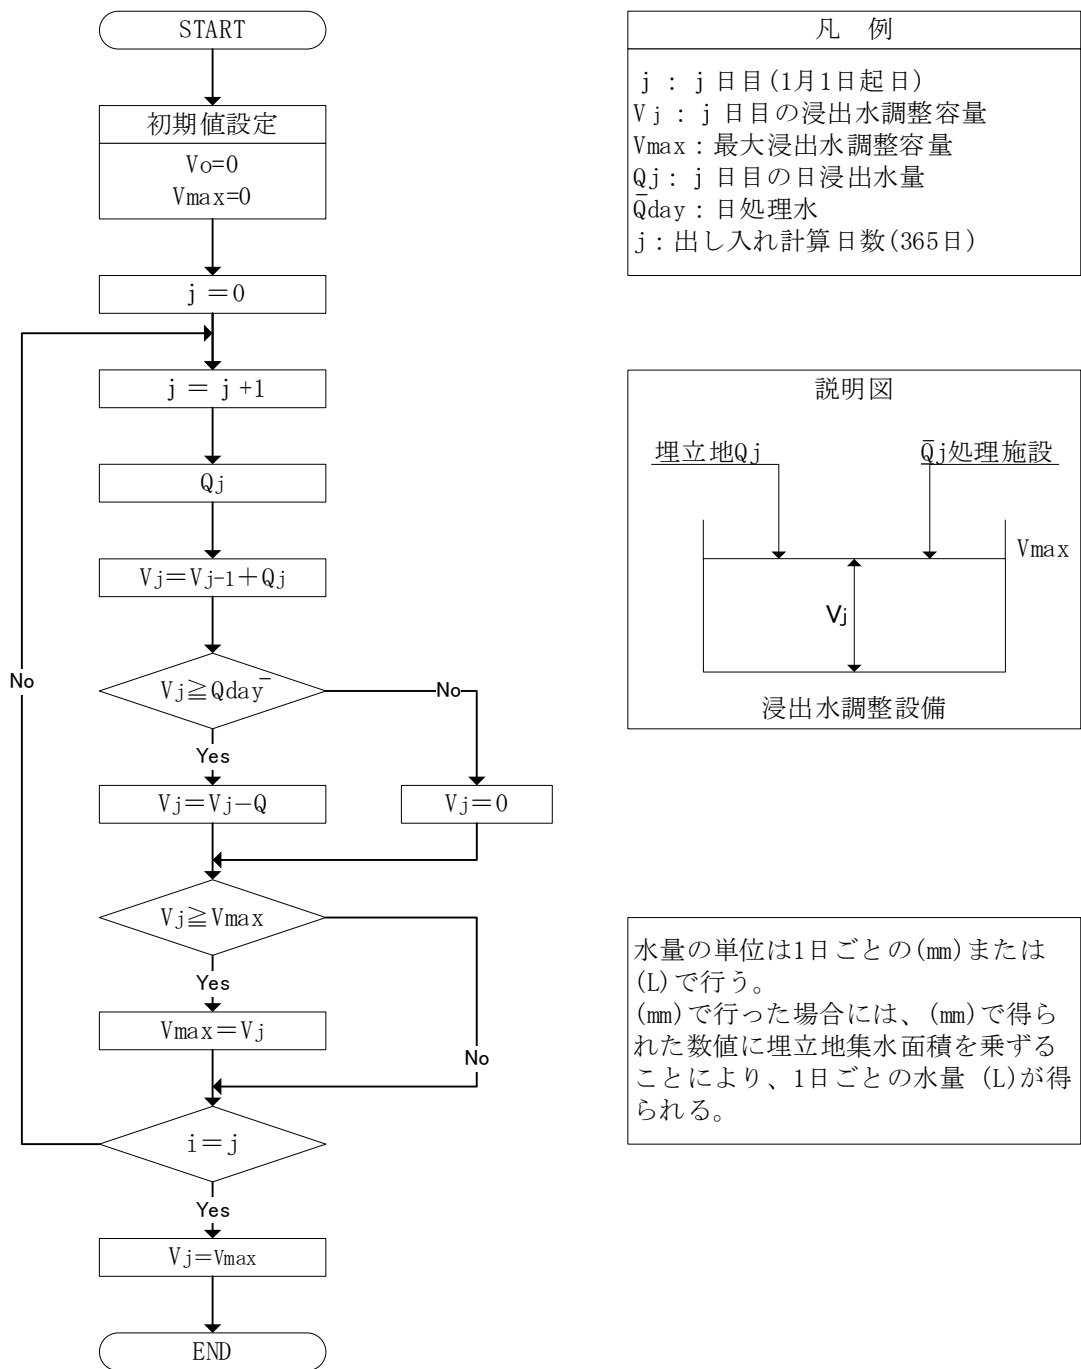 START
初期値設定
Vo=0
Vmax=0
j=0
j=j+1
Qj
Vj=Vj-1+Qj
Vj≧Qday‾
No
Yes
Vj=Vj-Q
Vj=0
Vj≧Vmax
Yes
Vmax=Vj
No
i=j
No
Yes
Vj=Vmax
END
凡 例
j：j日目(1月1日起日)
Vj：j日目の浸出水調整容量
Vmax：最大浸出水調整容量
Qj：j日目の日浸出水量
Q̄day：日処理水
j：出し入れ計算日数(365日)
説明図
埋立地Qj
Q̄j処理施設
Vmax
Vj
浸出水調整設備
水量の単位は1日ごとの(mm)または
(L)で行う。
(mm)で行った場合には、(mm)で得ら
れた数値に埋立地集水面積を乗ずる
ことにより、1日ごとの水量 (L)が得
られる。